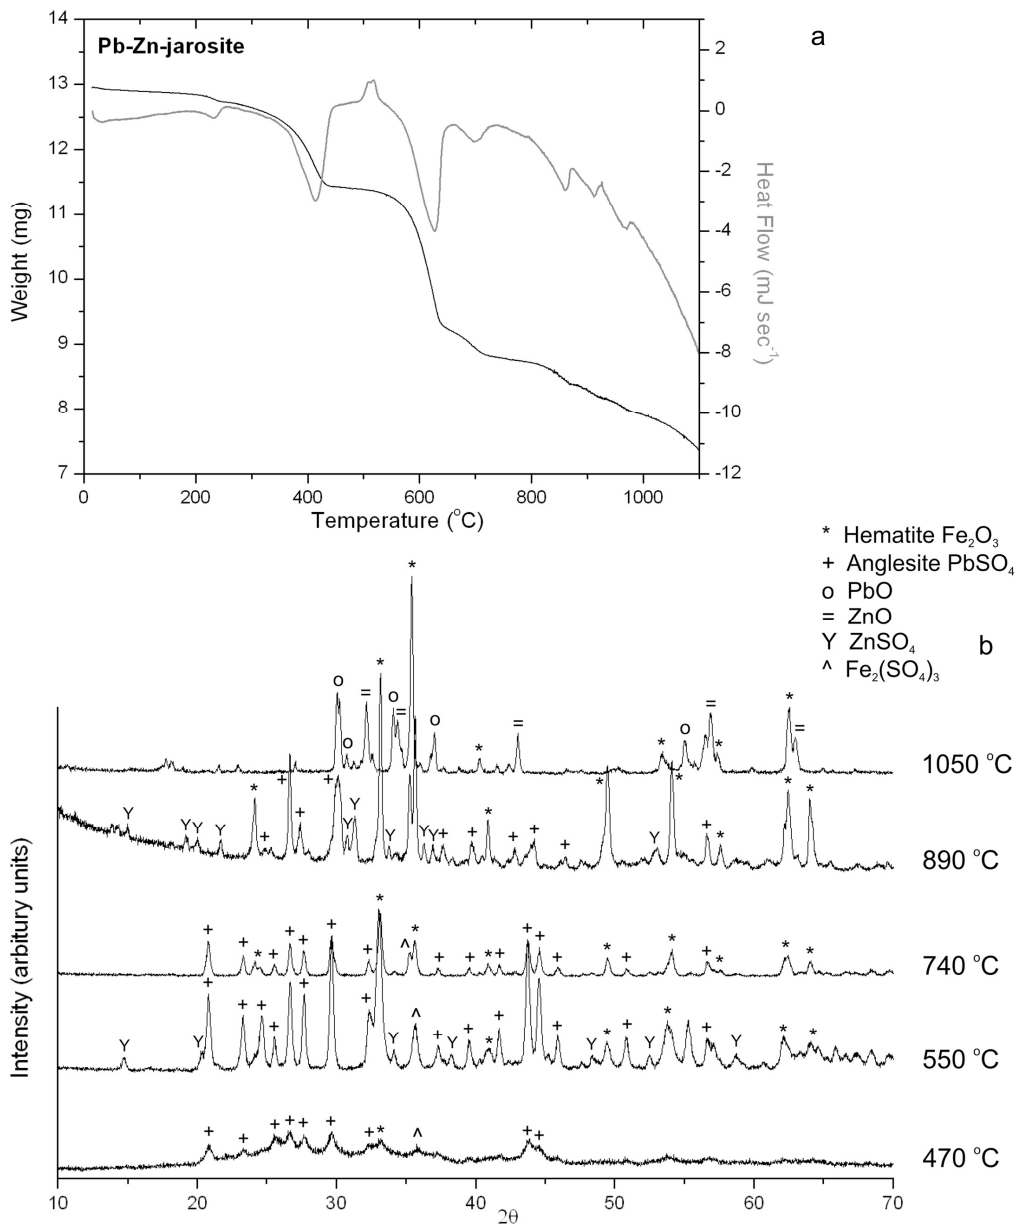 a
Pb-Zn-jarosite
14
13
12
11
10
9
8
7
Weight (mg)
2
0
-2
-4
-6
-8
-10
-12
Heat Flow (mJ sec⁻¹)
0 200 400 600 800 1000
Temperature (°C)
* Hematite Fe₂O₃
+ Anglesite PbSO₄
o PbO
= ZnO
Y ZnSO₄
^ Fe₂(SO₄)₃
b
Intensity (arbitury units)
1050 °C
890 °C
740 °C
550 °C
470 °C
10 20 30 40 50 60 70
2θ